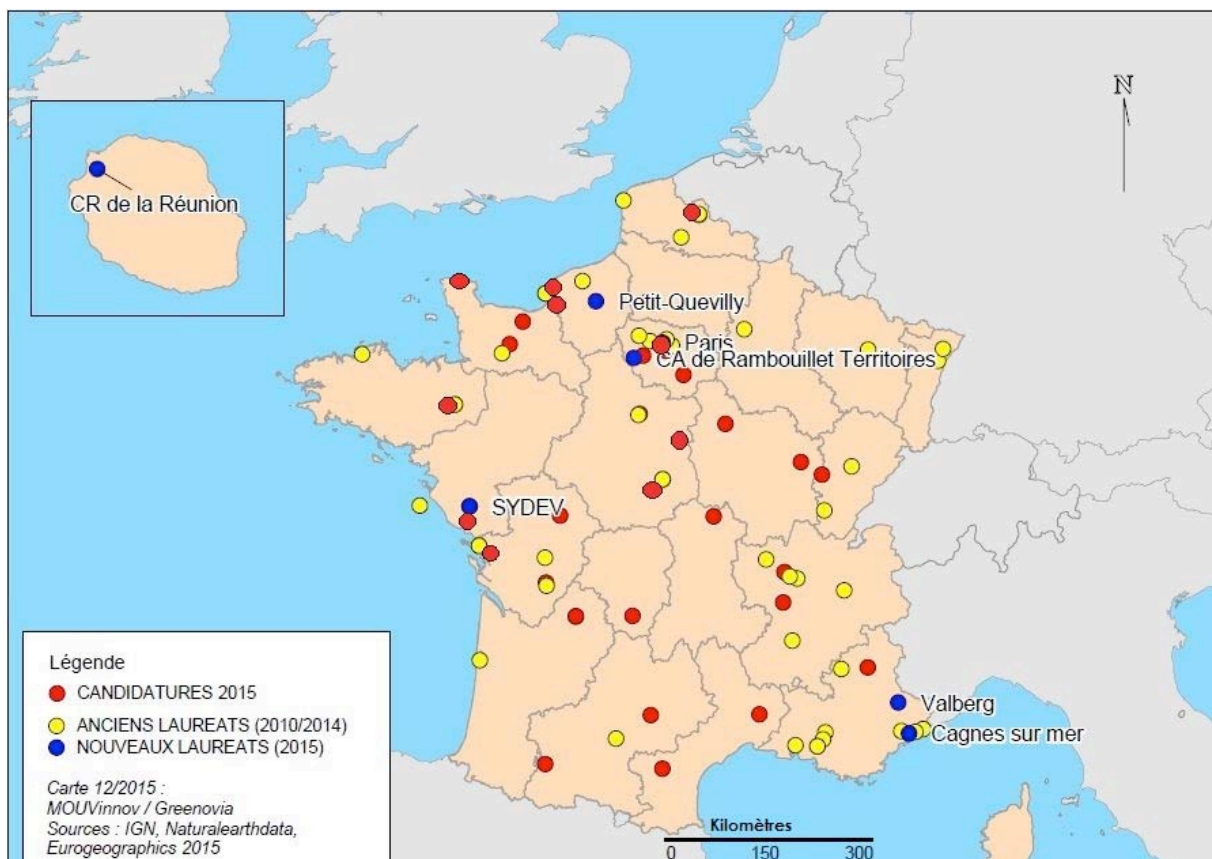 N
CR de la Réunion
Petit-Quevilly
Paris
CA de Rambouillet Territoires
SYDEV
Valberg
Cagnes sur mer
Légende
CANDIDATURES 2015
ANCIENS LAUREATS (2010/2014)
NOUVEAUX LAUREATS (2015)
Carte 12/2015 :
MOUVinnov / Greenovia
Sources : IGN, Naturalearthdata,
Eurogeographics 2015
Kilomètres
0 150 300